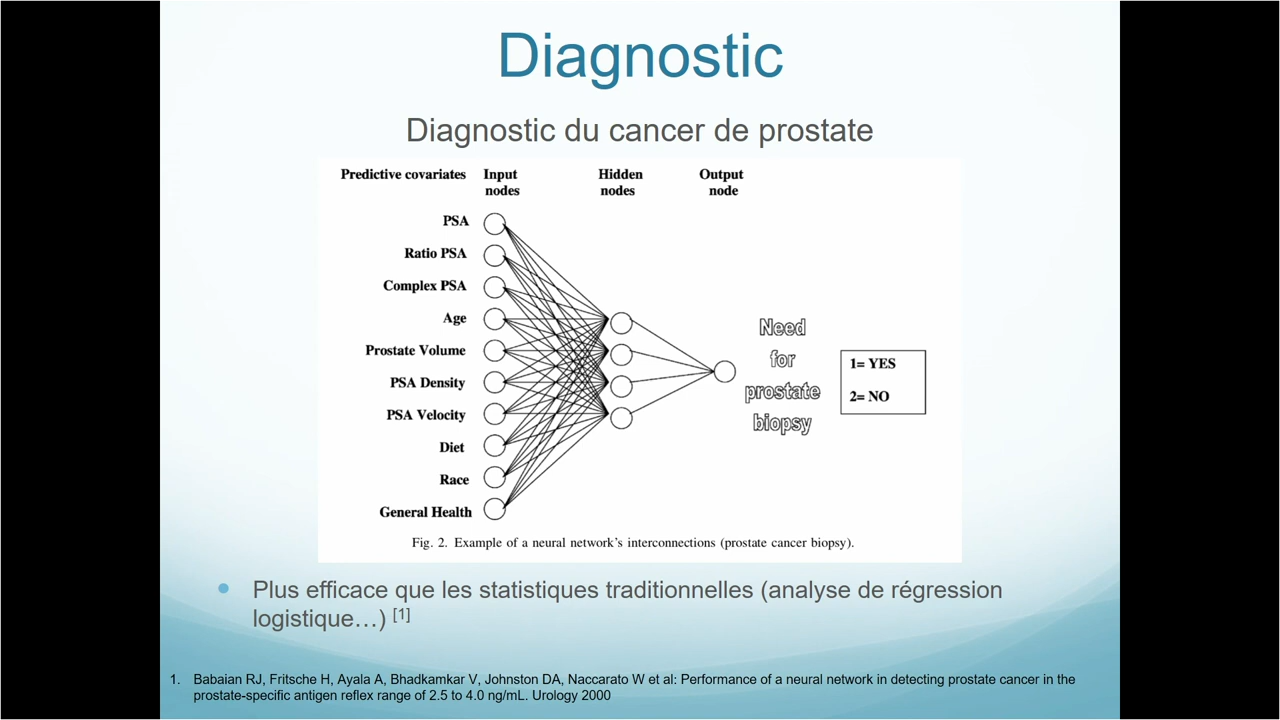 Diagnostic
Diagnostic du cancer de prostate
Predictive covariates Input nodes Hidden nodes Output node
PSA
Ratio PSA
Complex PSA
Age
Prostate Volume
PSA Density
PSA Velocity
Diet
Race
General Health
Need
for
prostate
biopsy
1= YES
2= NO
Fig. 2. Example of a neural network's interconnections (prostate cancer biopsy).
• Plus efficace que les statistiques traditionnelles (analyse de régression
logistique…) [1]
1. Babaian RJ, Fritsche H, Ayala A, Bhadkamkar V, Johnston DA, Naccarato W et al: Performance of a neural network in detecting prostate cancer in the
prostate-specific antigen reflex range of 2.5 to 4.0 ng/mL. Urology 2000